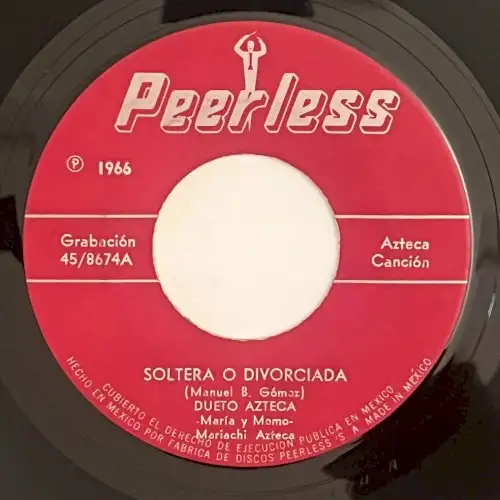 Peerless
℗ 1966
Grabación
45/8674A
Azteca
Canción
SOLTERA O DIVORCIADA
(Manuel B. Gómez)
DUETO AZTECA
-María y Momo-
Mariachi Azteca
CUBIERTO EL DERECHO DE EJECUCION PUBLICA EN MEXICO
HECHO EN MEXICO POR FABRICA DE DISCOS PEERLESS 'S A MADE IN MEXICO